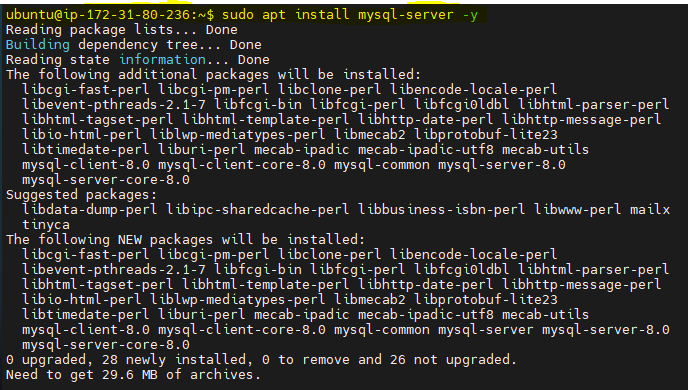 ubuntu@ip-172-31-80-236:~$ sudo apt install mysql-server -y
Reading package lists... Done
Building dependency tree... Done
Reading state information... Done
The following additional packages will be installed:
  libcgi-fast-perl libcgi-pm-perl libclone-perl libencode-locale-perl
  libevent-pthreads-2.1-7 libfcgi-bin libfcgi-perl libfcgi0ldbl libhtml-parser-perl
  libhtml-tagset-perl libhtml-template-perl libhttp-date-perl libhttp-message-perl
  libio-html-perl liblwp-mediatypes-perl libmecab2 libprotobuf-lite23
  libtimedate-perl liburi-perl mecab-ipadic mecab-ipadic-utf8 mecab-utils
  mysql-client-8.0 mysql-client-core-8.0 mysql-common mysql-server-8.0
  mysql-server-core-8.0
Suggested packages:
  libdata-dump-perl libipc-sharedcache-perl libbusiness-isbn-perl libwww-perl mailx
  tinyca
The following NEW packages will be installed:
  libcgi-fast-perl libcgi-pm-perl libclone-perl libencode-locale-perl
  libevent-pthreads-2.1-7 libfcgi-bin libfcgi-perl libfcgi0ldbl libhtml-parser-perl
  libhtml-tagset-perl libhtml-template-perl libhttp-date-perl libhttp-message-perl
  libio-html-perl liblwp-mediatypes-perl libmecab2 libprotobuf-lite23
  libtimedate-perl liburi-perl mecab-ipadic mecab-ipadic-utf8 mecab-utils
  mysql-client-8.0 mysql-client-core-8.0 mysql-common mysql-server mysql-server-8.0
  mysql-server-core-8.0
0 upgraded, 28 newly installed, 0 to remove and 26 not upgraded.
Need to get 29.6 MB of archives.